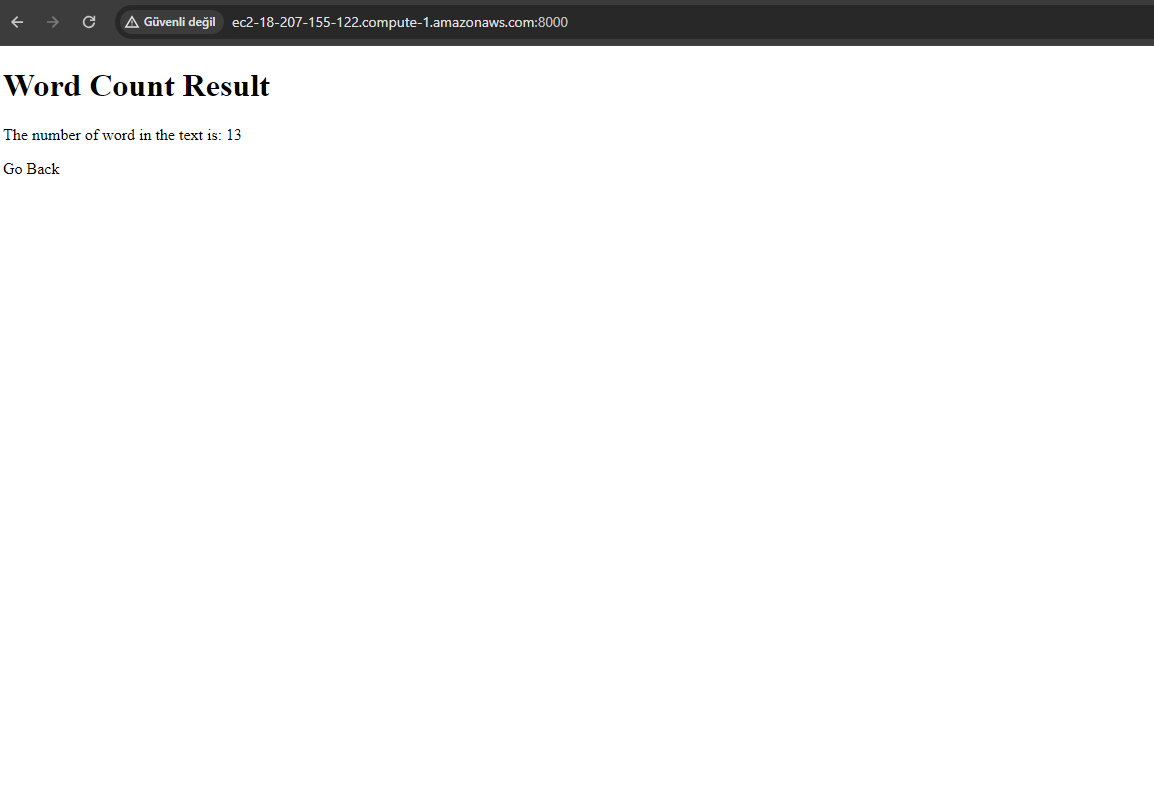 Güvenli değil ec2-18-207-155-122.compute-1.amazonaws.com:8000
Word Count Result
The number of word in the text is: 13
Go Back